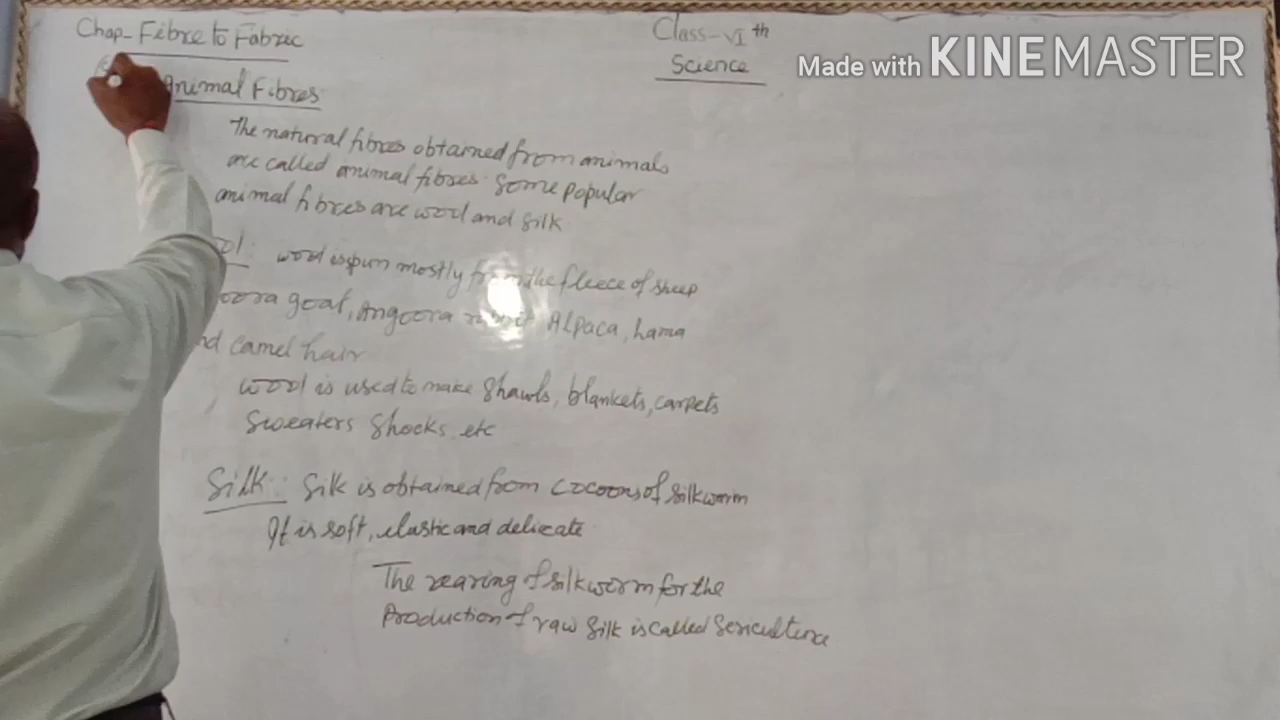 Chap- Fibre to Fabric
Class-VIth
Science
Made with KINEMASTER
Animal Fibres
The natural fibres obtained from animals
are called animal fibres. Some popular
animal fibres are wool and silk
wool is spun mostly from the fleece of sheep
goat, Angoora rabbit Alpaca, Lama
camel hair
wool is used to make Shawls, blankets, carpets
Sweaters Shocks etc
Silk: Silk is obtained from cocoons of silkworm
It is soft, elastic and delicate
The rearing of silkworm for the
Production of raw Silk is called Sericulture